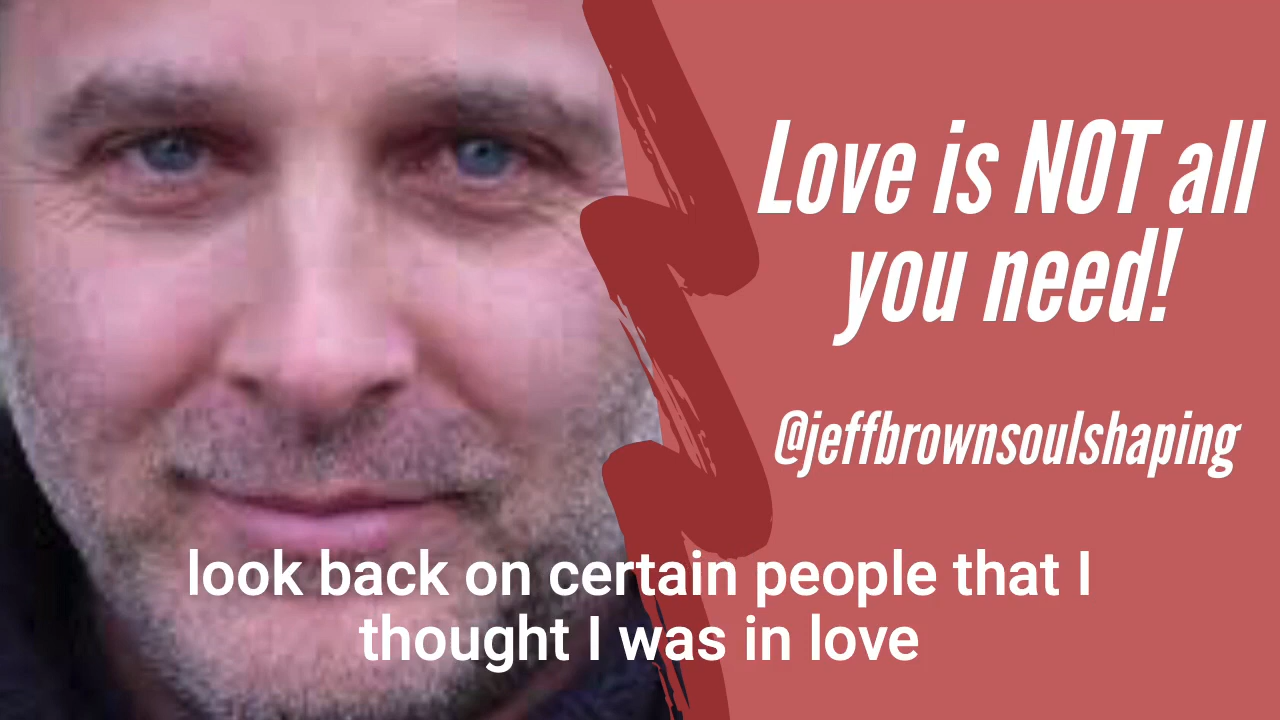 Love is NOT all
you need!
@jeffbrownsoulshaping
look back on certain people that I
thought I was in love